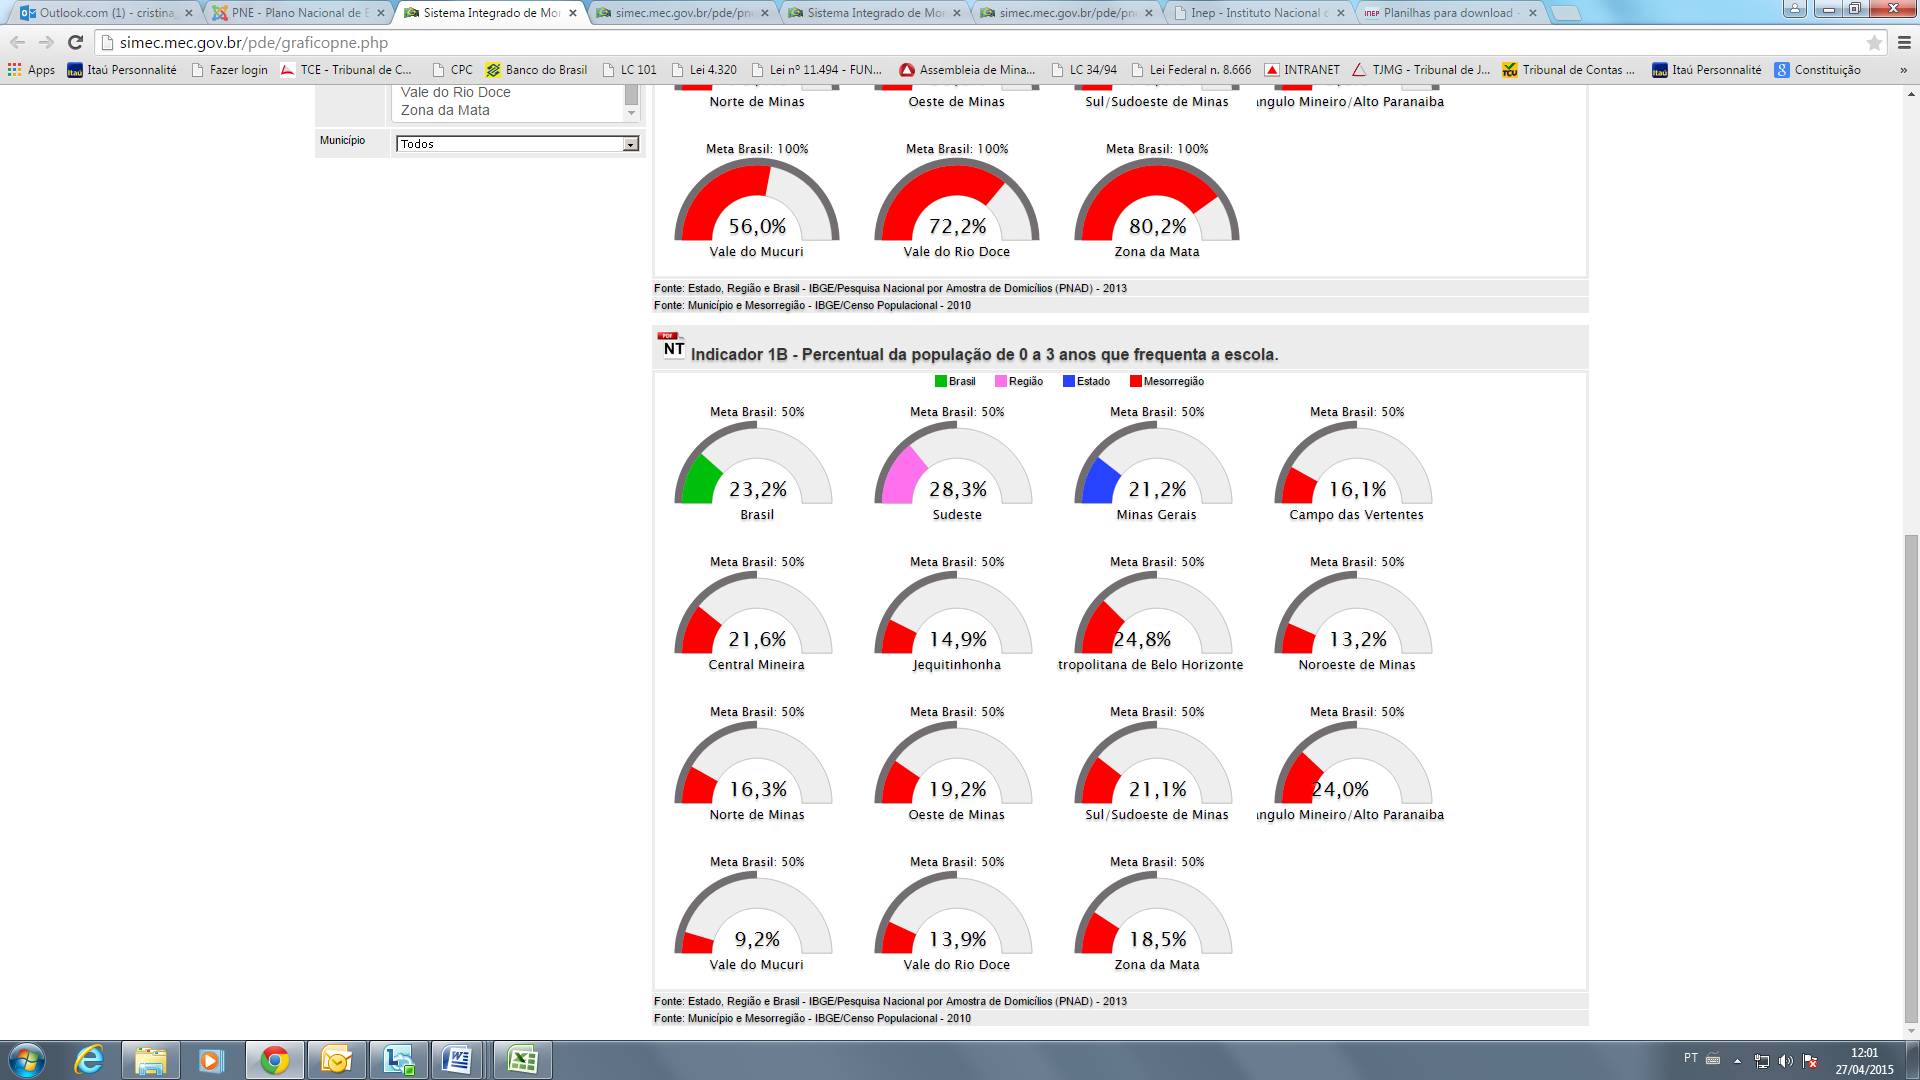 Outlook.com (1) - cristina_
PNE - Plano Nacional de E
Sistema Integrado de Mon
simec.mec.gov.br/pde/pne
Sistema Integrado de Mon
simec.mec.gov.br/pde/pne
Inep - Instituto Nacional d
INEP Planilhas para download -
simec.mec.gov.br/pde/graficopne.php
Apps
Itaú Personnalité
Fazer login
TCE - Tribunal de C...
CPC
Banco do Brasil
LC 101
Lei 4.320
Lei nº 11.494 - FUN...
Assembleia de Mina...
LC 34/94
Lei Federal n. 8.666
INTRANET
TJMG - Tribunal de J...
TCU Tribunal de Contas ...
Itaú Personnalité
Constituição
»
Vale do Rio Doce
Zona da Mata
Município
Todos
Norte de Minas
Oeste de Minas
Sul/Sudoeste de Minas
angulo Mineiro/Alto Paranaiba
Meta Brasil: 100%
56,0%
Vale do Mucuri
Meta Brasil: 100%
72,2%
Vale do Rio Doce
Meta Brasil: 100%
80,2%
Zona da Mata
Fonte: Estado, Região e Brasil - IBGE/Pesquisa Nacional por Amostra de Domicílios (PNAD) - 2013
Fonte: Município e Mesorregião - IBGE/Censo Populacional - 2010
PDF
NT
Indicador 1B - Percentual da população de 0 a 3 anos que frequenta a escola.
Brasil
Região
Estado
Mesorregião
Meta Brasil: 50%
23,2%
Brasil
Meta Brasil: 50%
28,3%
Sudeste
Meta Brasil: 50%
21,2%
Minas Gerais
Meta Brasil: 50%
16,1%
Campo das Vertentes
Meta Brasil: 50%
21,6%
Central Mineira
Meta Brasil: 50%
14,9%
Jequitinhonha
Meta Brasil: 50%
24,8%
tropolitana de Belo Horizonte
Meta Brasil: 50%
13,2%
Noroeste de Minas
Meta Brasil: 50%
16,3%
Norte de Minas
Meta Brasil: 50%
19,2%
Oeste de Minas
Meta Brasil: 50%
21,1%
Sul/Sudoeste de Minas
Meta Brasil: 50%
24,0%
angulo Mineiro/Alto Paranaiba
Meta Brasil: 50%
9,2%
Vale do Mucuri
Meta Brasil: 50%
13,9%
Vale do Rio Doce
Meta Brasil: 50%
18,5%
Zona da Mata
Fonte: Estado, Região e Brasil - IBGE/Pesquisa Nacional por Amostra de Domicílios (PNAD) - 2013
Fonte: Município e Mesorregião - IBGE/Censo Populacional - 2010
PT
12:01
27/04/2015